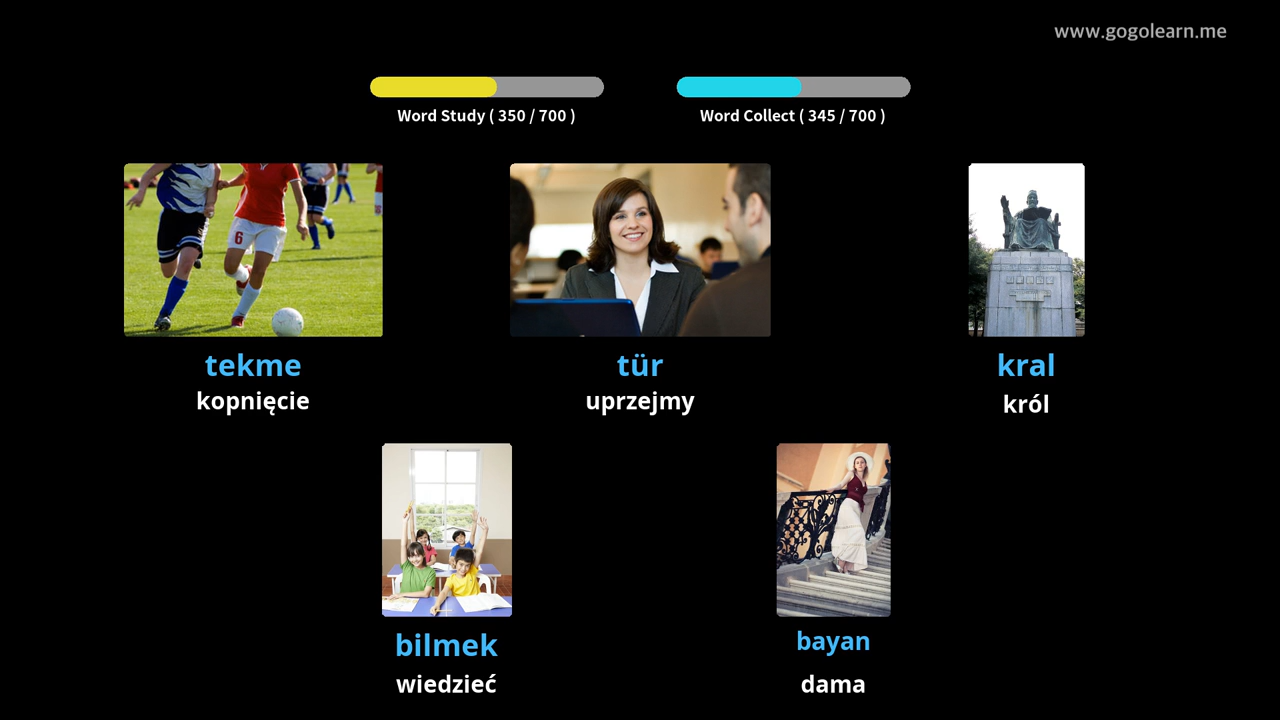 www.gogolearn.me
Word Study ( 350 / 700 )
Word Collect ( 345 / 700 )
tekme
kopnięcie
tür
uprzejmy
kral
król
bilmek
wiedzieć
bayan
dama
6